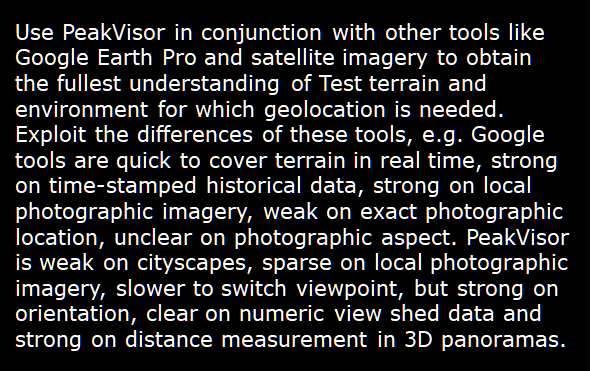 Use PeakVisor in conjunction with other tools like
Google Earth Pro and satellite imagery to obtain
the fullest understanding of Test terrain and
environment for which geolocation is needed.
Exploit the differences of these tools, e.g. Google
tools are quick to cover terrain in real time, strong
on time-stamped historical data, strong on local
photographic imagery, weak on exact photographic
location, unclear on photographic aspect. PeakVisor
is weak on cityscapes, sparse on local photographic
imagery, slower to switch viewpoint, but strong on
orientation, clear on numeric view shed data and
strong on distance measurement in 3D panoramas.